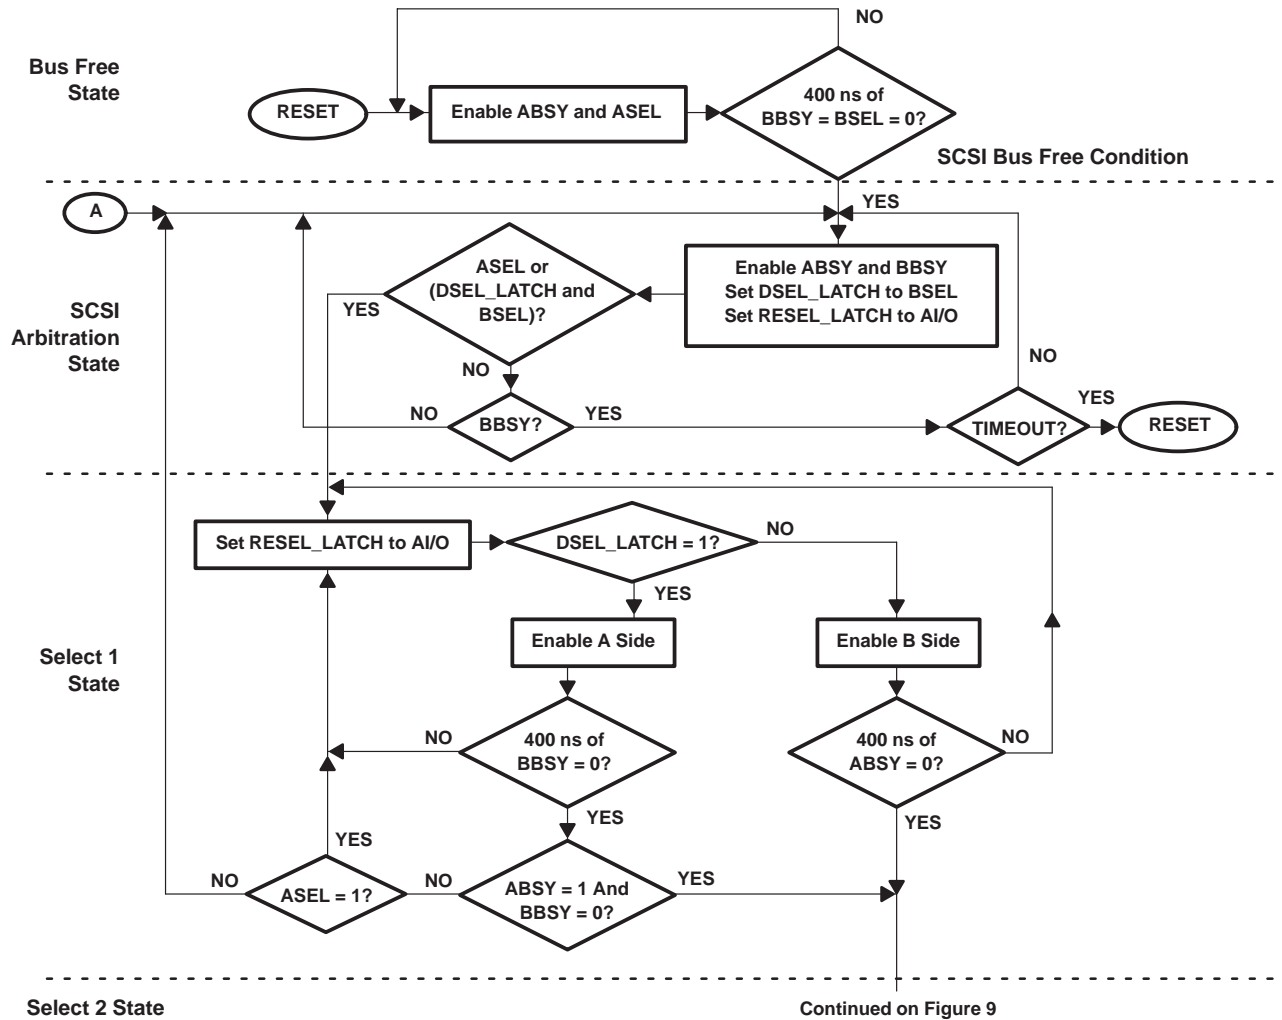 NO
Bus Free
State
RESET
Enable ABSY and ASEL
400 ns of
BBSY = BSEL = 0?
SCSI Bus Free Condition
A
YES
SCSI
Arbitration
State
YES
ASEL or
(DSEL_LATCH and
BSEL)?
Enable ABSY and BBSY
Set DSEL_LATCH to BSEL
Set RESEL_LATCH to AI/O
NO
NO
NO
BBSY?
YES
TIMEOUT?
YES
RESET
Set RESEL_LATCH to AI/O
DSEL_LATCH = 1?
NO
YES
Select 1
State
Enable A Side
Enable B Side
NO
400 ns of
BBSY = 0?
400 ns of
ABSY = 0?
NO
YES
YES
YES
NO
ASEL = 1?
NO
ABSY = 1 And
BBSY = 0?
YES
Select 2 State
Continued on Figure 9